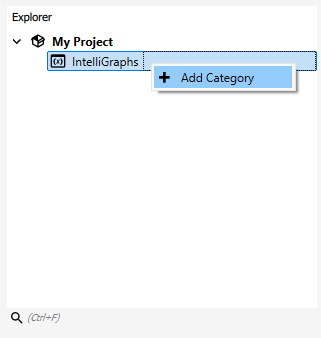 Explorer
My Project
IntelliGraphs
Add Category
(Ctrl+F)